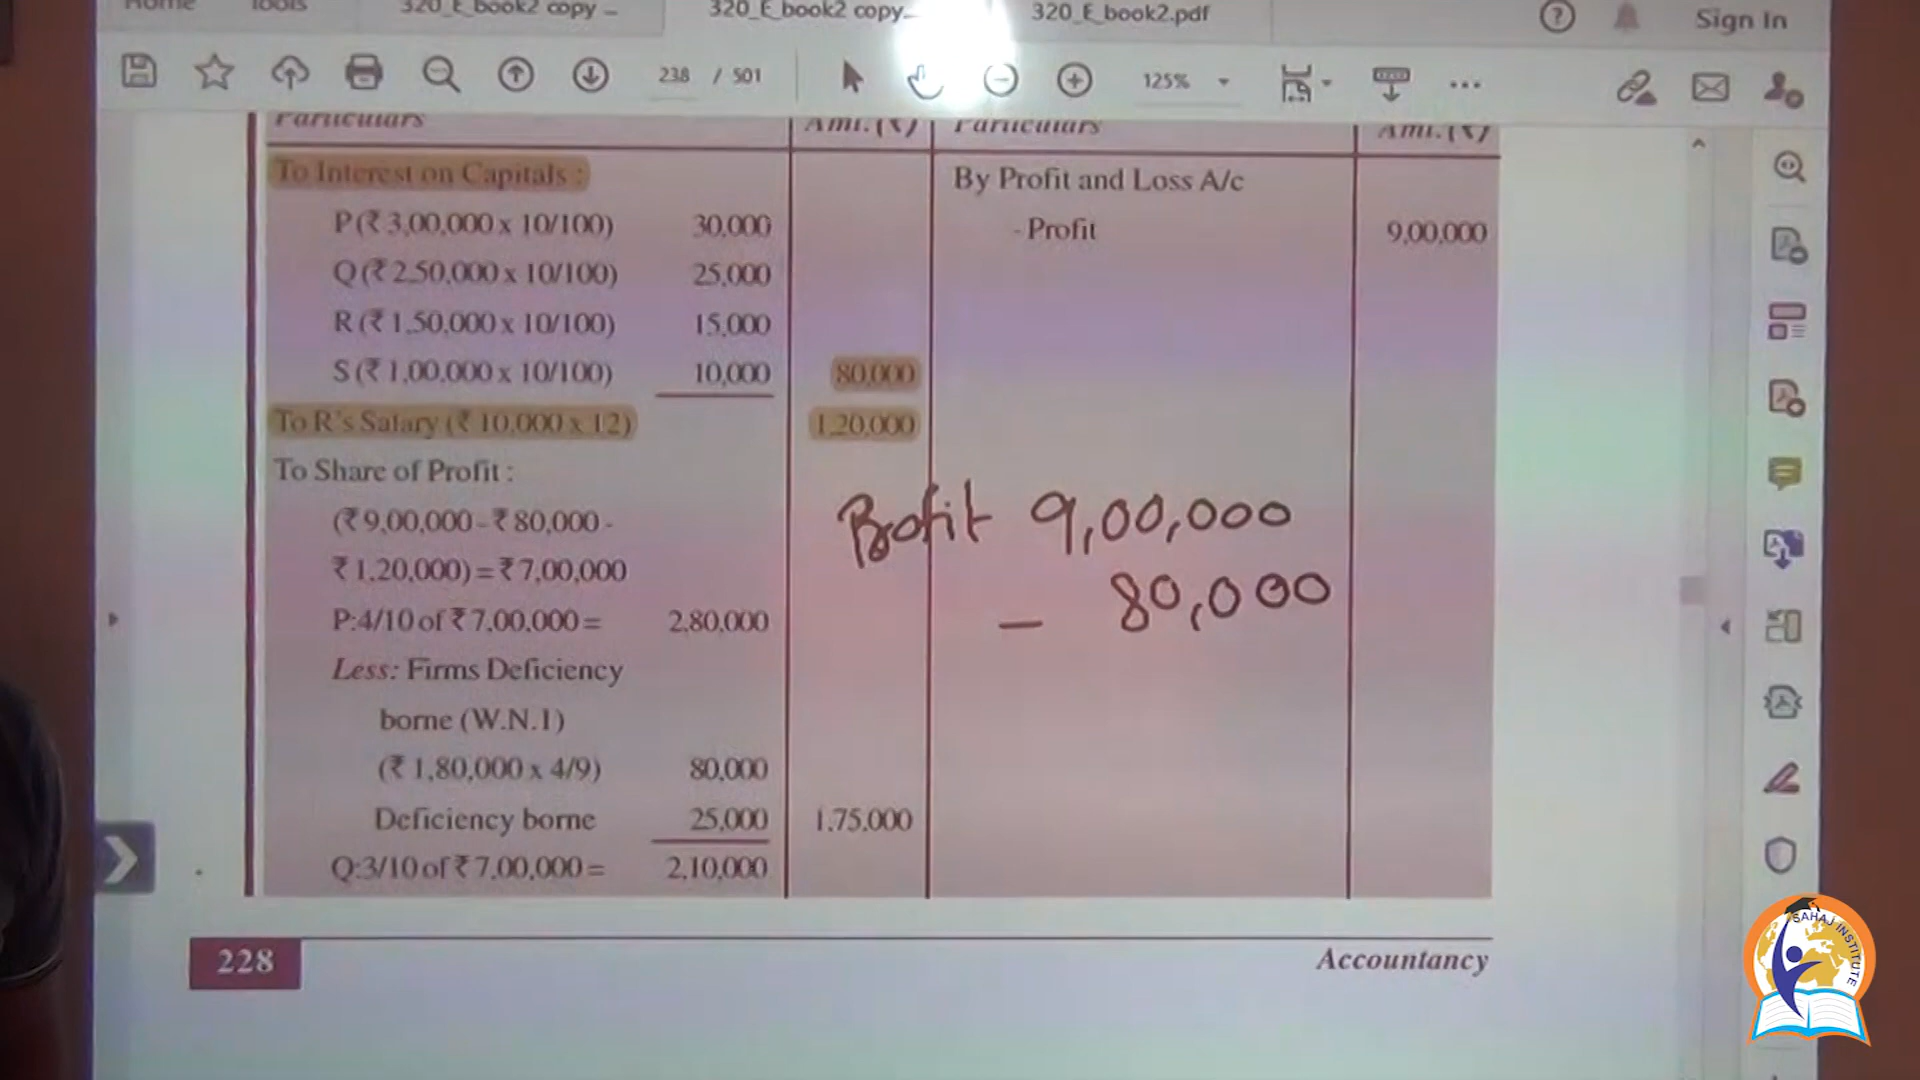 Home Tools 320_E_book2 copy ... 320_E_book2 copy... 320_E_book2.pdf Sign In
238 / 501 125%
Particulars Amt.(₹) Particulars Amt.(₹)
To Interest on Capitals : By Profit and Loss A/c
P (₹ 3,00,000 x 10/100) 30,000 - Profit 9,00,000
Q (₹ 2,50,000 x 10/100) 25,000
R (₹ 1,50,000 x 10/100) 15,000
S (₹ 1,00,000 x 10/100) 10,000 80,000
To R's Salary (₹ 10,000 x 12) 1,20,000
To Share of Profit :
(₹ 9,00,000 - ₹ 80,000 - Profit 9,00,000
₹ 1,20,000) = ₹ 7,00,000 - 80,000
P:4/10 of ₹ 7,00,000 = 2,80,000
Less: Firms Deficiency
borne (W.N.1)
(₹ 1,80,000 x 4/9) 80,000
Deficiency borne 25,000 1,75,000
Q:3/10 of ₹ 7,00,000 = 2,10,000
228 Accountancy
SAHAJ INSTITUTE